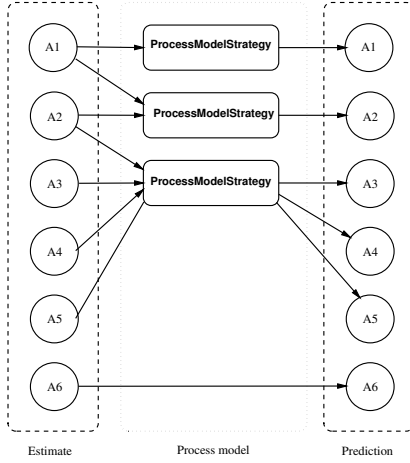 A1 ProcessModelStrategy A1
A2 ProcessModelStrategy A2
A3 ProcessModelStrategy A3
A4 A4
A5 A5
A6 A6
Estimate Process model Prediction